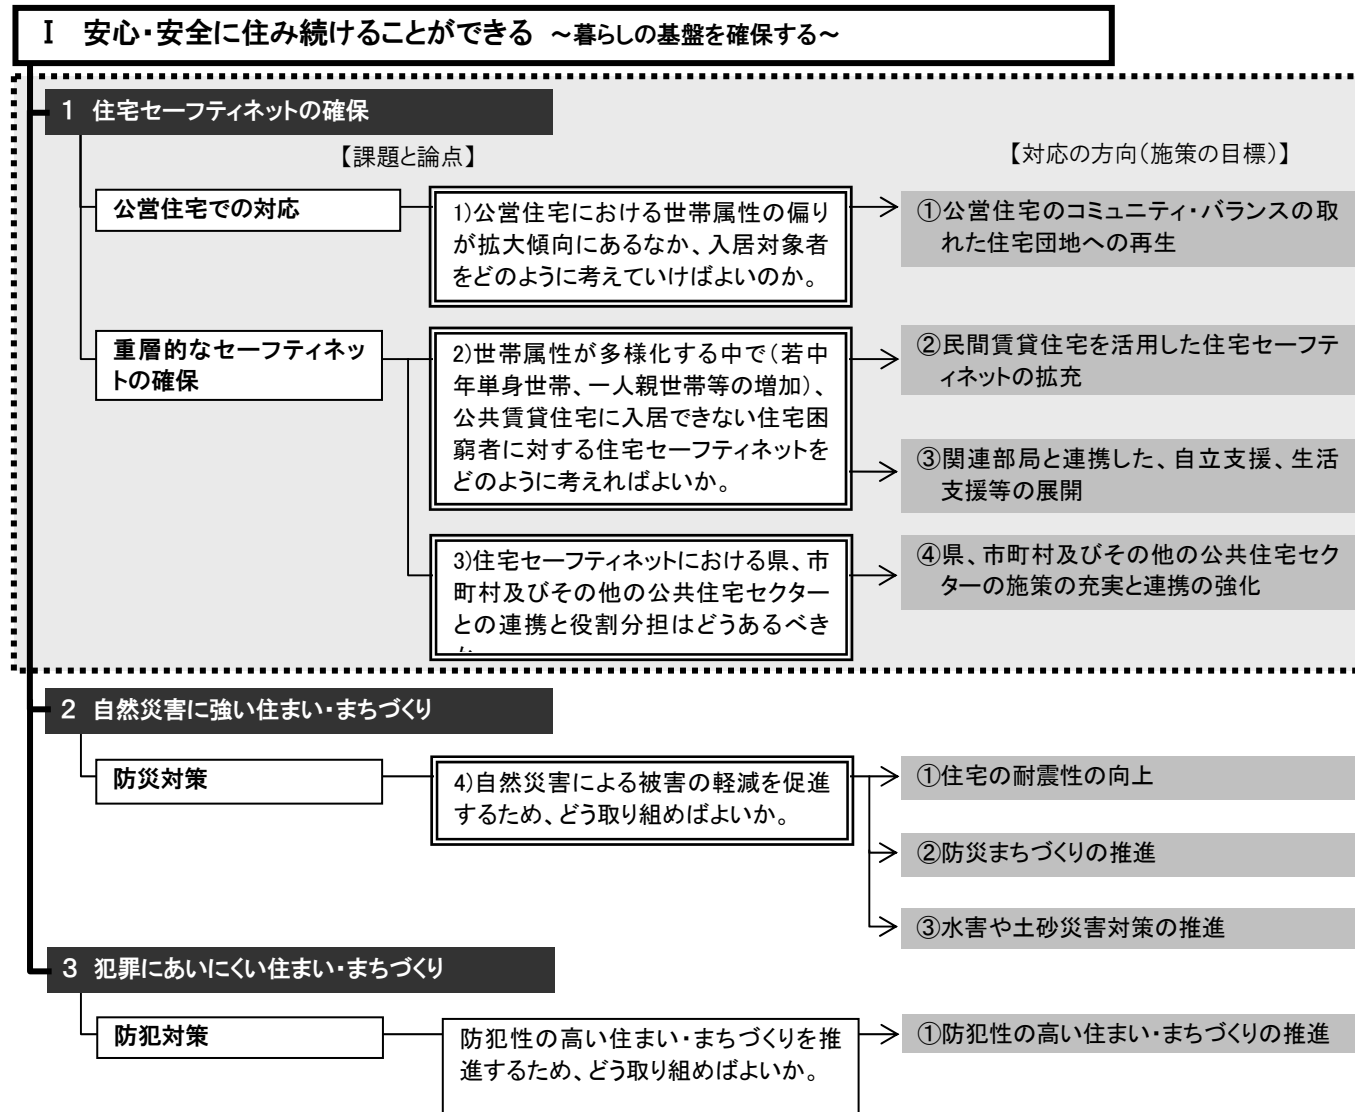 Ⅰ 安心・安全に住み続けることができる ～暮らしの基盤を確保する～
1 住宅セーフティネットの確保
【課題と論点】
【対応の方向(施策の目標)】
公営住宅での対応
1)公営住宅における世帯属性の偏り
が拡大傾向にあるなか、入居対象者
をどのように考えていけばよいのか。
①公営住宅のコミュニティ・バランスの取
れた住宅団地への再生
重層的なセーフティネッ
トの確保
2)世帯属性が多様化する中で(若中
年単身世帯、一人親世帯等の増加)、
公共賃貸住宅に入居できない住宅困
窮者に対する住宅セーフティネットを
どのように考えればよいか。
②民間賃貸住宅を活用した住宅セーフテ
ィネットの拡充
③関連部局と連携した、自立支援、生活
支援等の展開
3)住宅セーフティネットにおける県、市
町村及びその他の公共住宅セクター
との連携と役割分担はどうあるべき
④県、市町村及びその他の公共住宅セク
ターの施策の充実と連携の強化
2 自然災害に強い住まい・まちづくり
防災対策
4)自然災害による被害の軽減を促進
するため、どう取り組めばよいか。
①住宅の耐震性の向上
②防災まちづくりの推進
③水害や土砂災害対策の推進
3 犯罪にあいにくい住まい・まちづくり
防犯対策
防犯性の高い住まい・まちづくりを推
進するため、どう取り組めばよいか。
①防犯性の高い住まい・まちづくりの推進